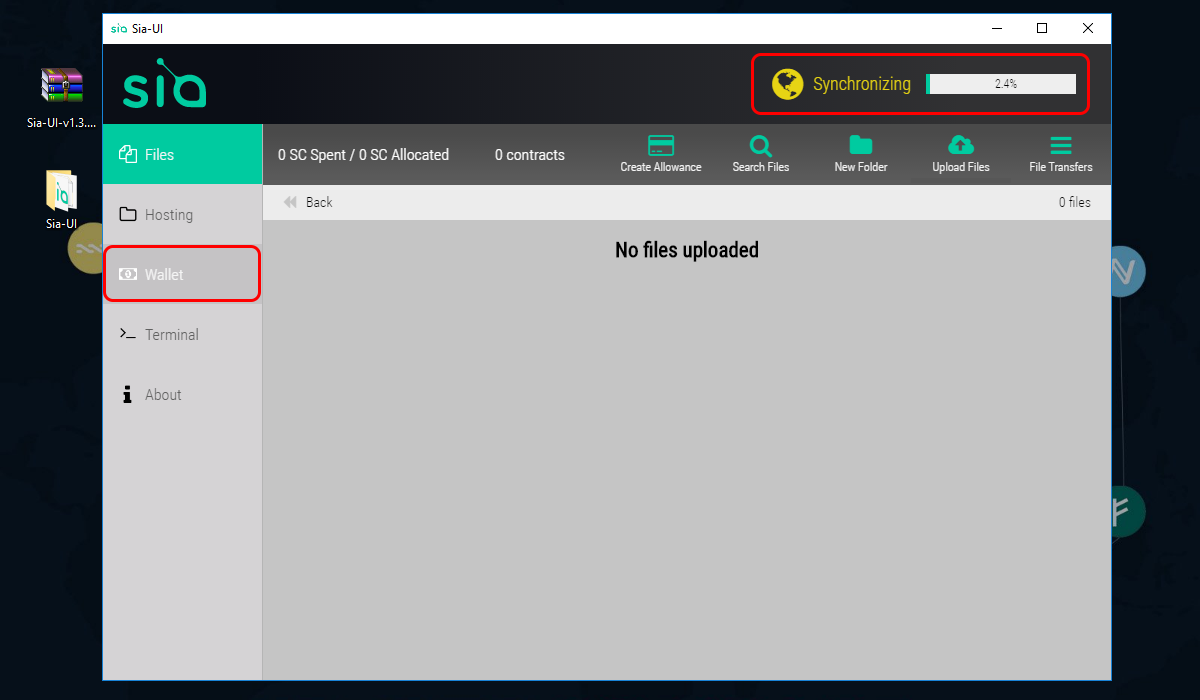 sia Sia-UI
sia
Synchronizing 2.4%
Sia-UI-v1.3....
Sia-UI
Files
Hosting
Wallet
Terminal
About
0 SC Spent / 0 SC Allocated
0 contracts
Create Allowance
Search Files
New Folder
Upload Files
File Transfers
Back
0 files
No files uploaded